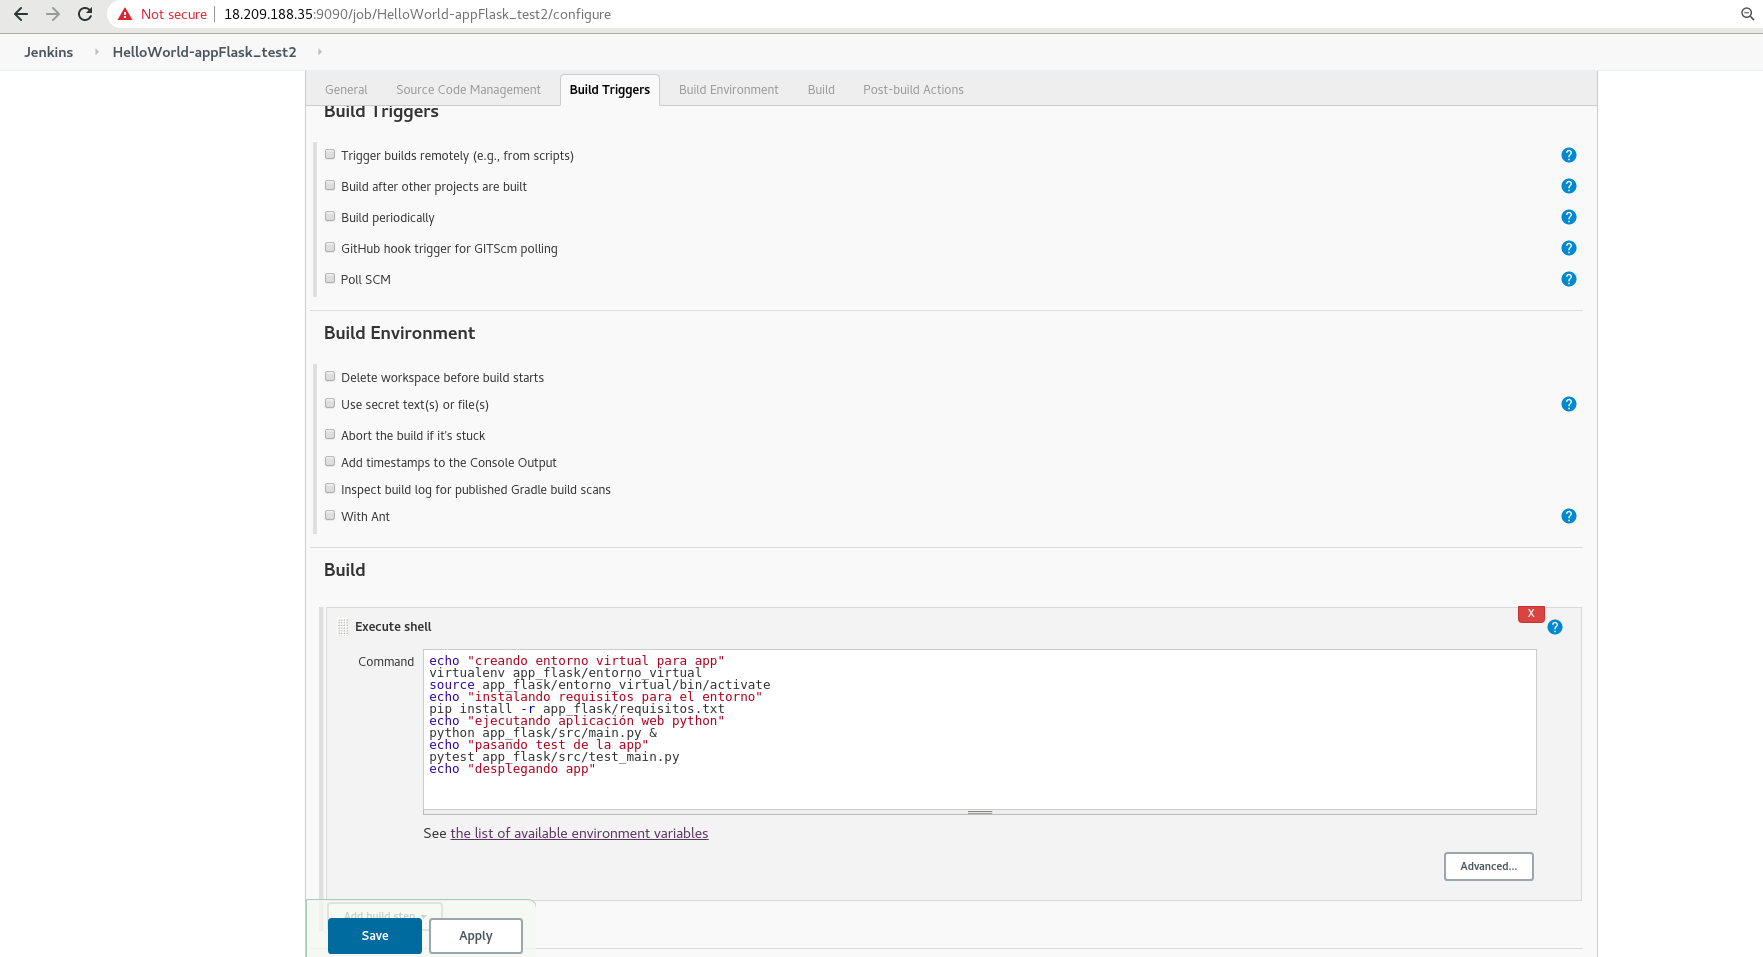 Not secure | 18.209.188.35:9090/job/HelloWorld-appFlask_test2/configure
Jenkins HelloWorld-appFlask_test2
General Source Code Management Build Triggers Build Environment Build Post-build Actions
Build Triggers
Trigger builds remotely (e.g., from scripts) ?
Build after other projects are built ?
Build periodically ?
GitHub hook trigger for GITScm polling ?
Poll SCM ?
Build Environment
Delete workspace before build starts
Use secret text(s) or file(s) ?
Abort the build if it's stuck
Add timestamps to the Console Output
Inspect build log for published Gradle build scans
With Ant ?
Build
X
Execute shell ?
Command
echo "creando entorno virtual para app"
virtualenv app_flask/entorno_virtual
source app_flask/entorno_virtual/bin/activate
echo "instalando requisitos para el entorno"
pip install -r app_flask/requisitos.txt
echo "ejecutando aplicación web python"
python app_flask/src/main.py &
echo "pasando test de la app"
pytest app_flask/src/test_main.py
echo "desplegando app"
See the list of available environment variables
Advanced...
Add build step
Save Apply